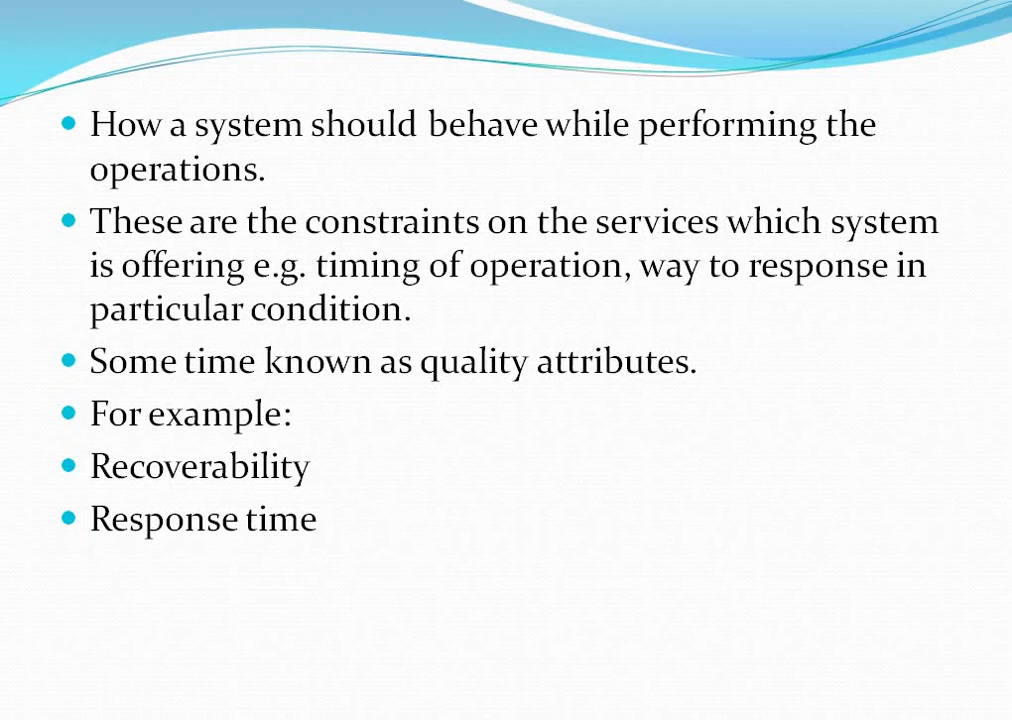 How a system should behave while performing the
operations.
These are the constraints on the services which system
is offering e.g. timing of operation, way to response in
particular condition.
Some time known as quality attributes.
For example:
Recoverability
Response time